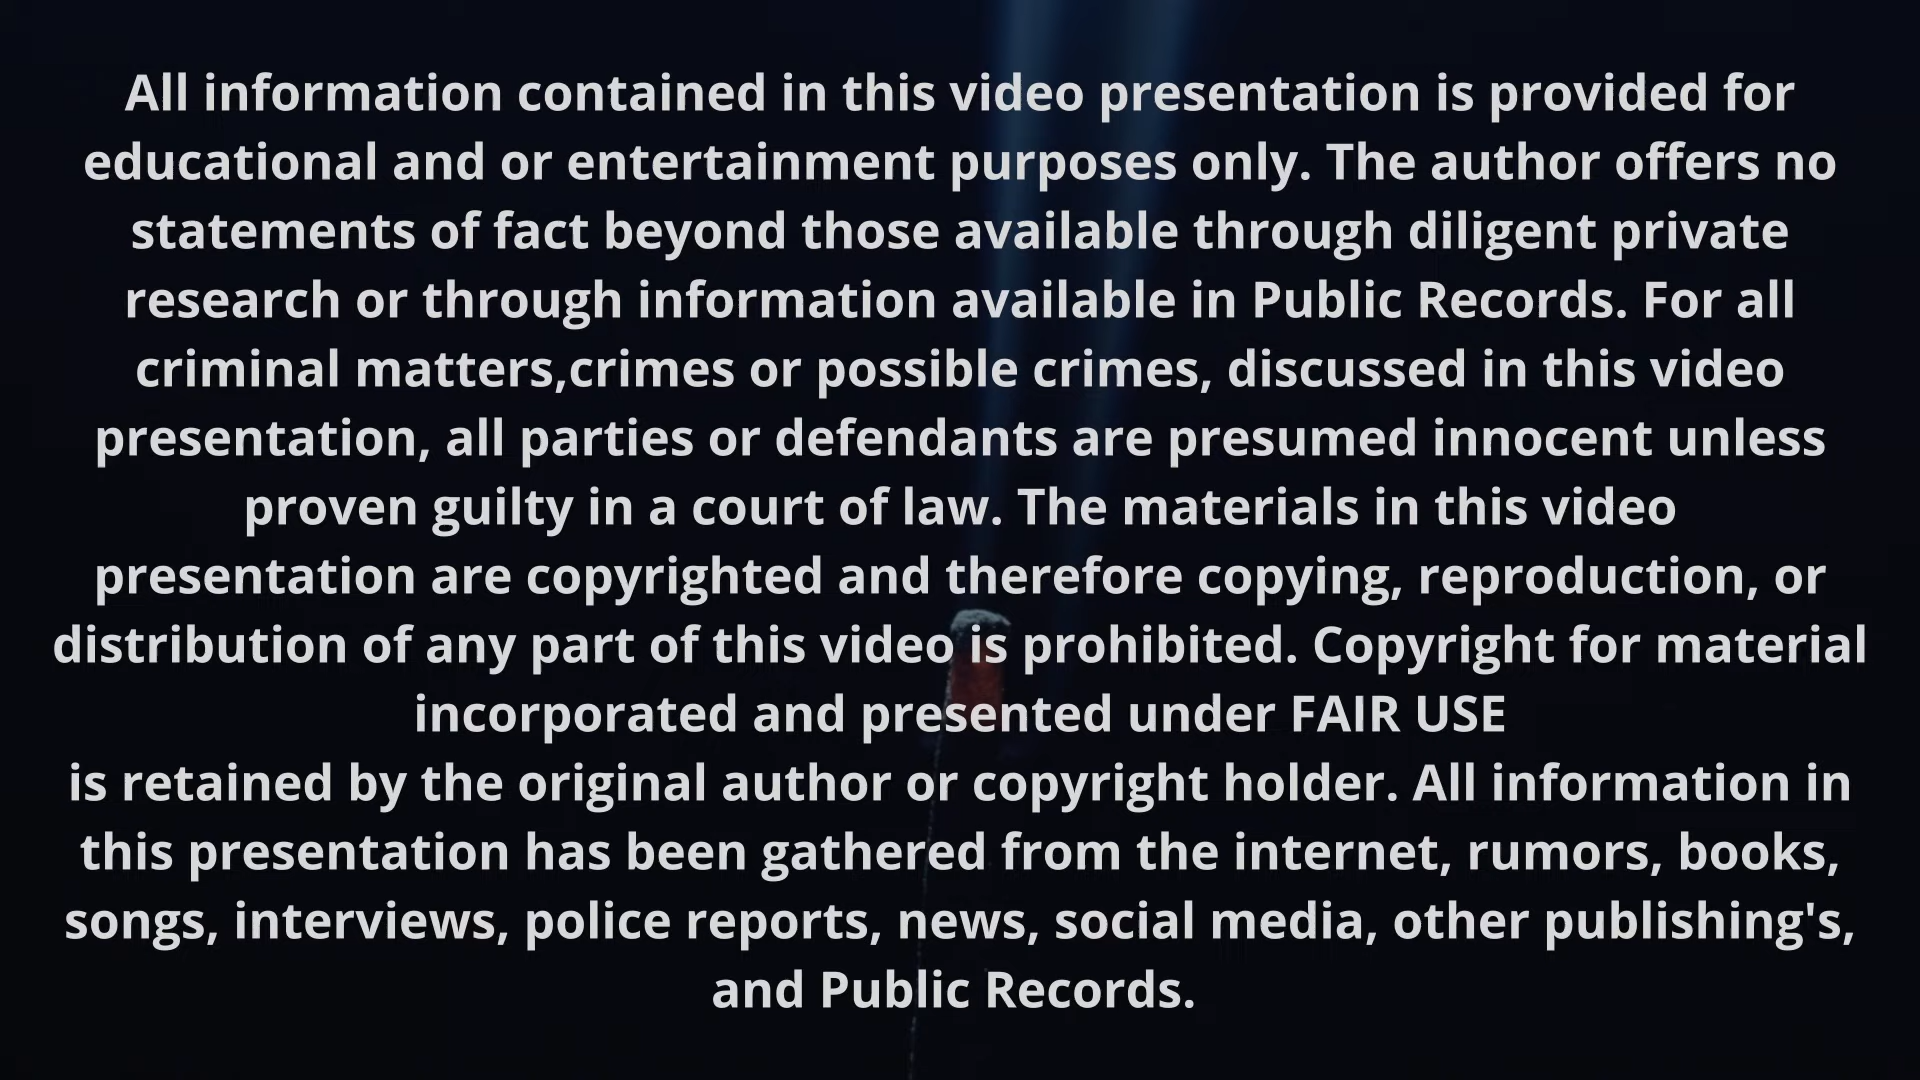 All information contained in this video presentation is provided for
educational and or entertainment purposes only. The author offers no
statements of fact beyond those available through diligent private
research or through information available in Public Records. For all
criminal matters,crimes or possible crimes, discussed in this video
presentation, all parties or defendants are presumed innocent unless
proven guilty in a court of law. The materials in this video
presentation are copyrighted and therefore copying, reproduction, or
distribution of any part of this video is prohibited. Copyright for material
incorporated and presented under FAIR USE
is retained by the original author or copyright holder. All information in
this presentation has been gathered from the internet, rumors, books,
songs, interviews, police reports, news, social media, other publishing's,
and Public Records.